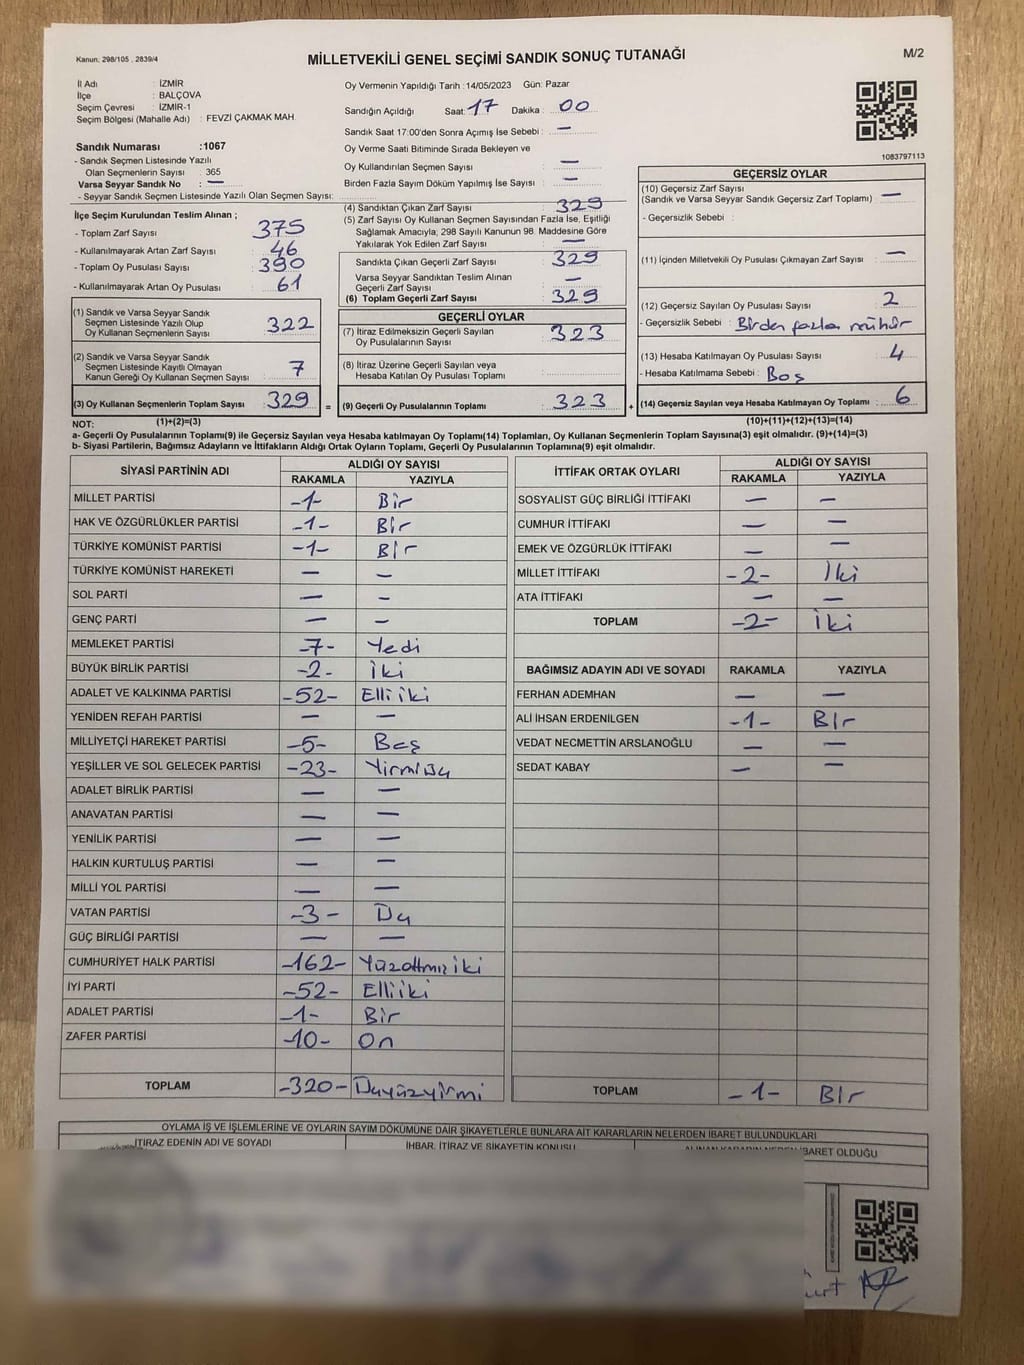 Kanun: 298/105 , 2839/4
MİLLETVEKİLİ GENEL SEÇİMİ SANDIK SONUÇ TUTANAĞI
M/2
İl Adı : İZMİR
İlçe : BALÇOVA
Seçim Çevresi : İZMİR-1
Seçim Bölgesi (Mahalle Adı) : FEVZİ ÇAKMAK MAH.
Oy Vermenin Yapıldığı Tarih :14/05/2023 Gün: Pazar
Sandığın Açıldığı Saat: 17 Dakika : 00
Sandık Saat 17:00'den Sonra Açımış İse Sebebi : —
Oy Verme Saati Bitiminde Sırada Bekleyen ve
Oy Kullandırılan Seçmen Sayısı : —
Birden Fazla Sayım Döküm Yapılmış İse Sayısı : —
1083797113
Sandık Numarası :1067
- Sandık Seçmen Listesinde Yazılı
Olan Seçmenlerin Sayısı : 365
Varsa Seyyar Sandık No : —
- Seyyar Sandık Seçmen Listesinde Yazılı Olan Seçmen Sayısı:
İlçe Seçim Kurulundan Teslim Alınan ;
- Toplam Zarf Sayısı : 375
- Kullanılmayarak Artan Zarf Sayısı : 46
- Toplam Oy Pusulası Sayısı : 390
- Kullanılmayarak Artan Oy Pusulası : 61
(1) Sandık ve Varsa Seyyar Sandık
Seçmen Listesinde Yazılı Olup
Oy Kullanan Seçmenlerin Sayısı : 322
(2) Sandık ve Varsa Seyyar Sandık
Seçmen Listesinde Kayıtlı Olmayan
Kanun Gereği Oy Kullanan Seçmen Sayısı : 7
(3) Oy Kullanan Seçmenlerin Toplam Sayısı : 329 =
(4) Sandıktan Çıkan Zarf Sayısı : 329
(5) Zarf Sayısı Oy Kullanan Seçmen Sayısından Fazla İse, Eşitliği
Sağlamak Amacıyla; 298 Sayılı Kanunun 98. Maddesine Göre
Yakılarak Yok Edilen Zarf Sayısı : —
Sandıkta Çıkan Geçerli Zarf Sayısı : 329
Varsa Seyyar Sandıktan Teslim Alınan
Geçerli Zarf Sayısı : —
(6) Toplam Geçerli Zarf Sayısı : 329
GEÇERLİ OYLAR
(7) İtiraz Edilmeksizin Geçerli Sayılan
Oy Pusulalarının Sayısı : 323
(8) İtiraz Üzerine Geçerli Sayılan veya
Hesaba Katılan Oy Pusulası Toplamı :
(9) Geçerli Oy Pusulalarının Toplamı : 323 +
GEÇERSİZ OYLAR
(10) Geçersiz Zarf Sayısı
(Sandık ve Varsa Seyyar Sandık Geçersiz Zarf Toplamı) : —
- Geçersizlik Sebebi :
(11) İçinden Milletvekili Oy Pusulası Çıkmayan Zarf Sayısı : —
(12) Geçersiz Sayılan Oy Pusulası Sayısı : 2
- Geçersizlik Sebebi : Birden fazla mühür
(13) Hesaba Katılmayan Oy Pusulası Sayısı : 4
- Hesaba Katılmama Sebebi : Boş
(14) Geçersiz Sayılan veya Hesaba Katılmayan Oy Toplamı : 6
NOT: (1)+(2)=(3) (10)+(11)+(12)+(13)=(14)
a- Geçerli Oy Pusulalarının Toplamı(9) ile Geçersiz Sayılan veya Hesaba katılmayan Oy Toplamı(14) Toplamları, Oy Kullanan Seçmenlerin Toplam Sayısına(3) eşit olmalıdır. (9)+(14)=(3)
b- Siyasi Partilerin, Bağımsız Adayların ve İttifakların Aldığı Ortak Oyların Toplamı, Geçerli Oy Pusulalarının Toplamına(9) eşit olmalıdır.
SİYASİ PARTİNİN ADI ALDIĞI OY SAYISI
RAKAMLA YAZIYLA
MİLLET PARTİSİ -1- Bir
HAK VE ÖZGÜRLÜKLER PARTİSİ -1- Bir
TÜRKİYE KOMÜNİST PARTİSİ -1- Bir
TÜRKİYE KOMÜNİST HAREKETİ — —
SOL PARTİ — —
GENÇ PARTİ — —
MEMLEKET PARTİSİ -7- Yedi
BÜYÜK BİRLİK PARTİSİ -2- İki
ADALET VE KALKINMA PARTİSİ -52- Elliiki
YENİDEN REFAH PARTİSİ — —
MİLLİYETÇİ HAREKET PARTİSİ -5- Beş
YEŞİLLER VE SOL GELECEK PARTİSİ -23- Yirmiüç
ADALET BİRLİK PARTİSİ — —
ANAVATAN PARTİSİ — —
YENİLİK PARTİSİ — —
HALKIN KURTULUŞ PARTİSİ — —
MİLLİ YOL PARTİSİ — —
VATAN PARTİSİ -3- Üç
GÜÇ BİRLİĞİ PARTİSİ — —
CUMHURİYET HALK PARTİSİ -162- Yüzaltmışiki
İYİ PARTİ -52- Elliiki
ADALET PARTİSİ -1- Bir
ZAFER PARTİSİ -10- On
TOPLAM -320- Üçyüzyirmi
İTTİFAK ORTAK OYLARI ALDIĞI OY SAYISI
RAKAMLA YAZIYLA
SOSYALİST GÜÇ BİRLİĞİ İTTİFAKI — —
CUMHUR İTTİFAKI — —
EMEK VE ÖZGÜRLÜK İTTİFAKI — —
MİLLET İTTİFAKI -2- İki
ATA İTTİFAKI — —
TOPLAM -2- İki
BAĞIMSIZ ADAYIN ADI VE SOYADI RAKAMLA YAZIYLA
FERHAN ADEMHAN — —
ALİ İHSAN ERDENİLGEN -1- Bir
VEDAT NECMETTİN ARSLANOĞLU — —
SEDAT KABAY — —
TOPLAM -1- Bir
OYLAMA İŞ VE İŞLEMLERİNE VE OYLARIN SAYIM DÖKÜMÜNE DAİR ŞİKAYETLERLE BUNLARA AİT KARARLARIN NELERDEN İBARET BULUNDUKLARI
İTİRAZ EDENİN ADI VE SOYADI İHBAR, İTİRAZ VE ŞİKAYETİN KONUSU ALINAN KARARIN NEDEN İBARET OLDUĞU